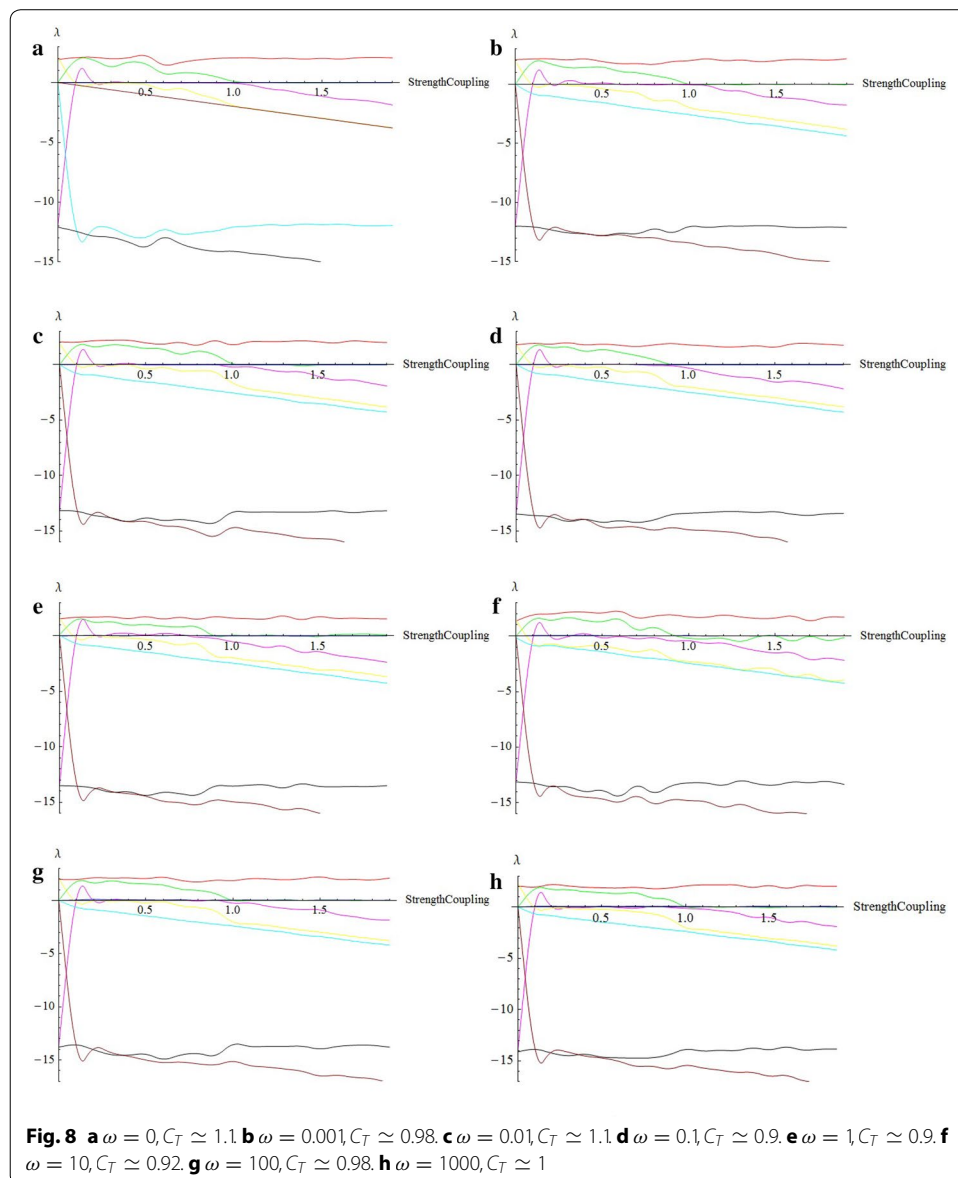 λ
a
StrengthCoupling
0.5 1.0 1.5
−5
−10
−15
λ
b
StrengthCoupling
0.5 1.0 1.5
−5
−10
−15
λ
c
StrengthCoupling
0.5 1.0 1.5
−5
−10
−15
λ
d
StrengthCoupling
0.5 1.0 1.5
−5
−10
−15
λ
e
StrengthCoupling
0.5 1.0 1.5
−5
−10
−15
λ
f
StrengthCoupling
0.5 1.0 1.5
−5
−10
−15
λ
g
StrengthCoupling
0.5 1.0 1.5
−5
−10
−15
λ
h
StrengthCoupling
0.5 1.0 1.5
−5
−10
−15
Fig. 8 a ω = 0, C_T ≃ 1.1. b ω = 0.001, C_T ≃ 0.98. c ω = 0.01, C_T ≃ 1.1. d ω = 0.1, C_T ≃ 0.9. e ω = 1, C_T ≃ 0.9. f
ω = 10, C_T ≃ 0.92. g ω = 100, C_T ≃ 0.98. h ω = 1000, C_T ≃ 1